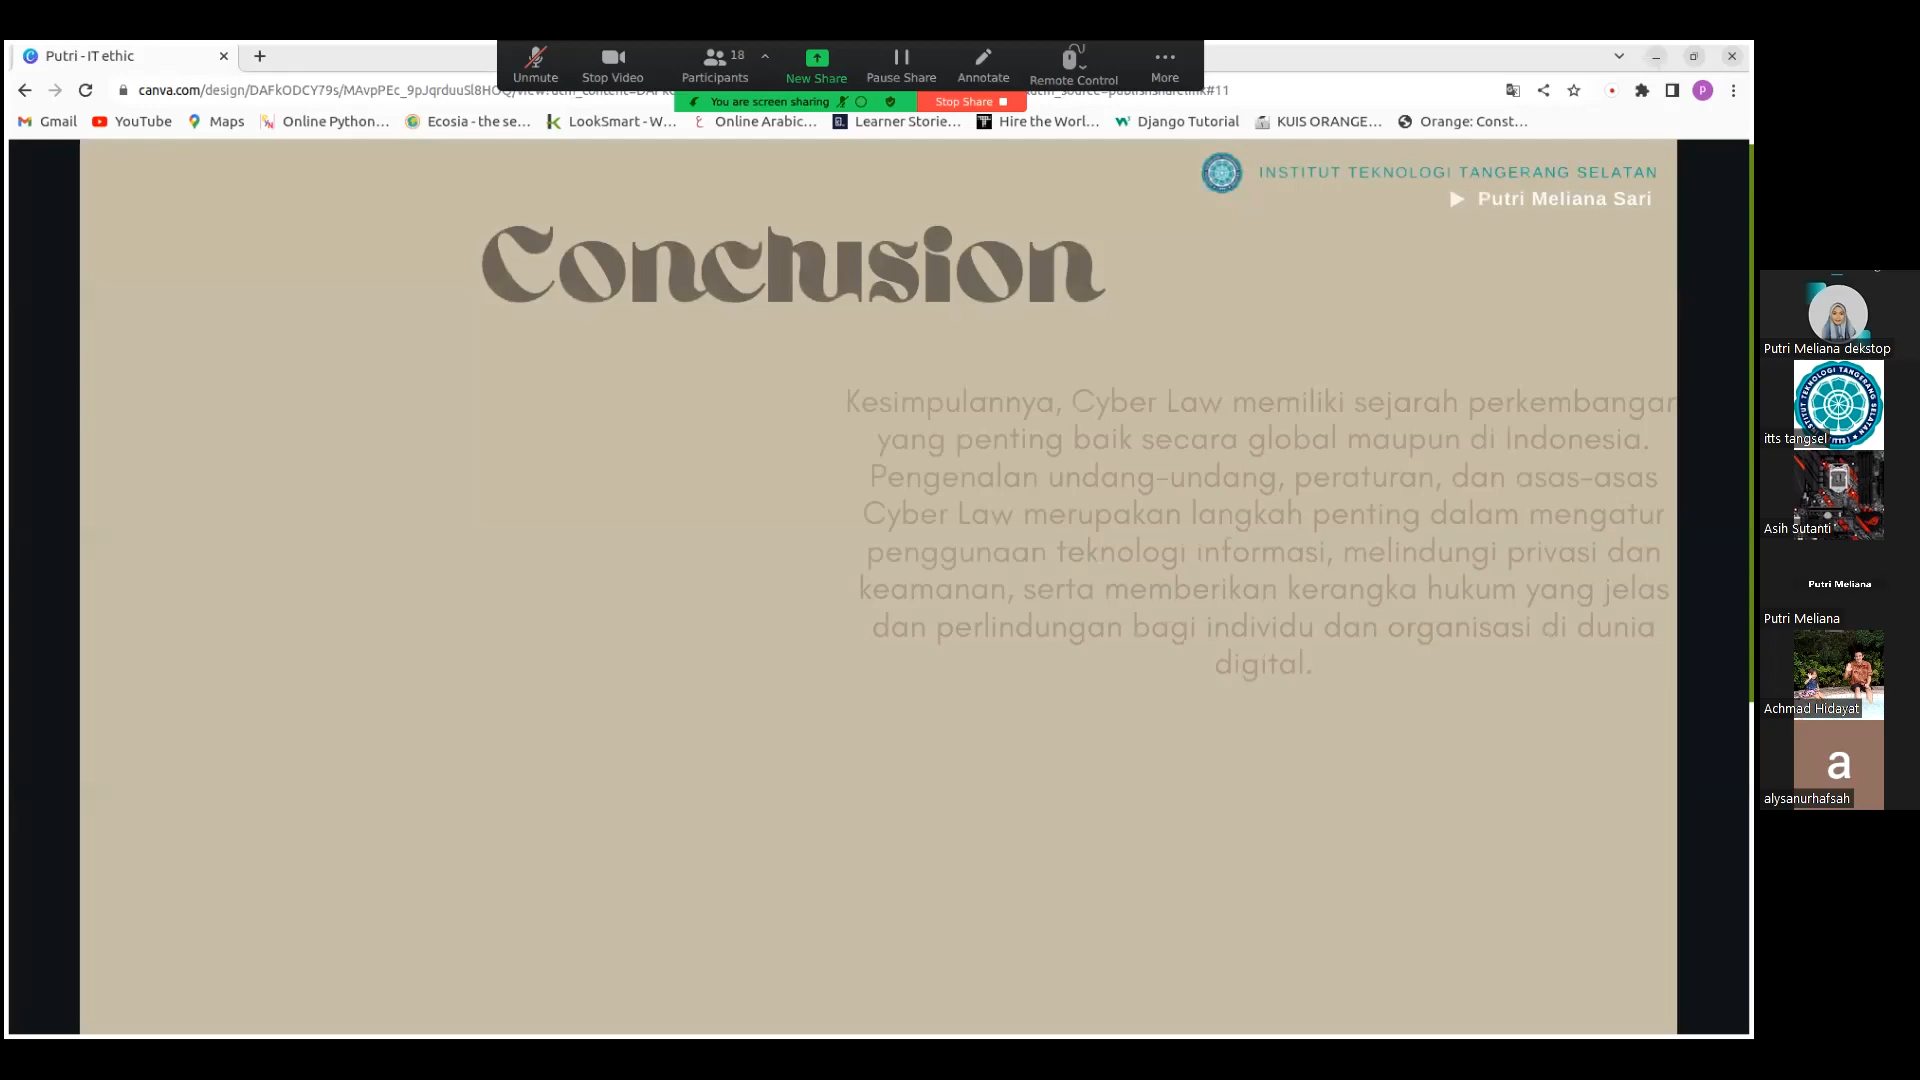 Putri - IT ethic
Unmute
Stop Video
Participants
18
New Share
Pause Share
Annotate
Remote Control
More
You are screen sharing
Stop Share
Gmail
YouTube
Maps
Online Python...
Ecosia - the se...
LookSmart - W...
Online Arabic...
Learner Storie...
Hire the Worl...
Django Tutorial
KUIS ORANGE...
Orange: Const...
INSTITUT TEKNOLOGI TANGERANG SELATAN
Putri Meliana Sari
Conclusion
Kesimpulannya, Cyber Law memiliki sejarah perkembangan
yang penting baik secara global maupun di Indonesia.
Pengenalan undang-undang, peraturan, dan asas-asas
Cyber Law merupakan langkah penting dalam mengatur
penggunaan teknologi informasi, melindungi privasi dan
keamanan, serta memberikan kerangka hukum yang jelas
dan perlindungan bagi individu dan organisasi di dunia
digital.
Putri Meliana dekstop
itts tangsel
Asih Sutanti
Putri Meliana
Putri Meliana
Achmad Hidayat
a
alysanurhafsah